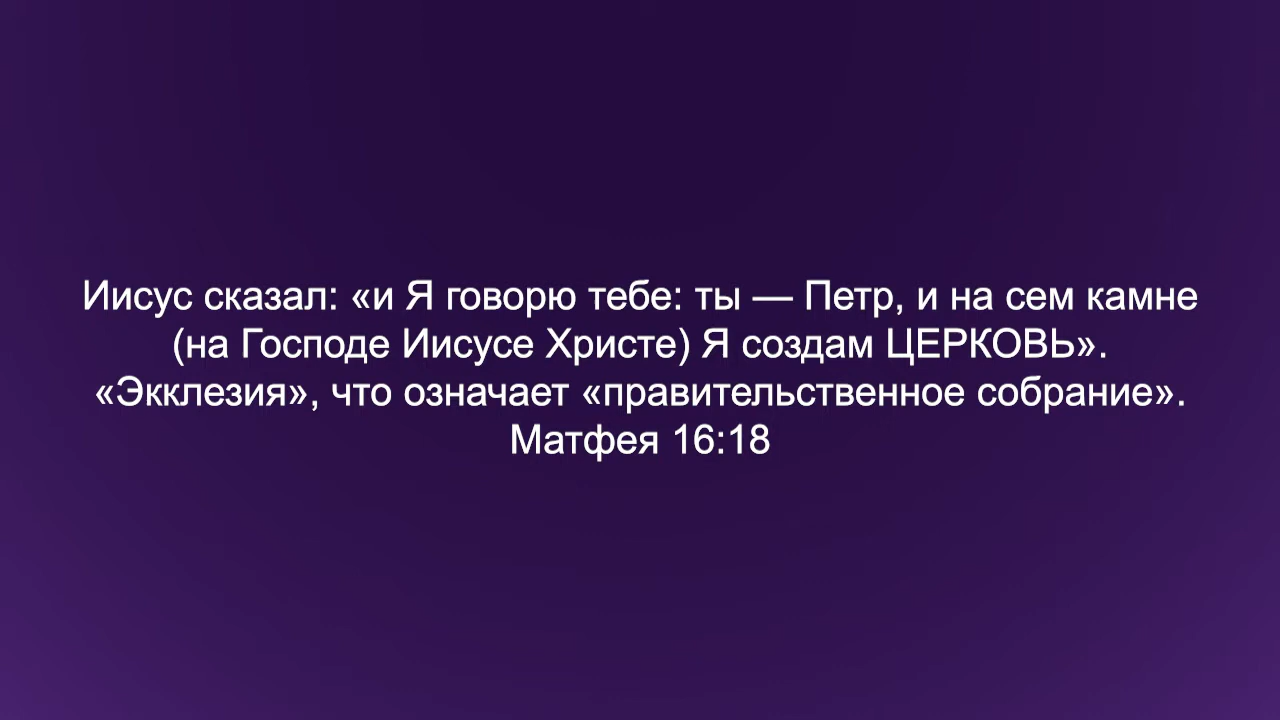 Иисус сказал: «и Я говорю тебе: ты — Петр, и на сем камне
(на Господе Иисусе Христе) Я создам ЦЕРКОВЬ».
«Экклезия», что означает «правительственное собрание».
Матфея 16:18